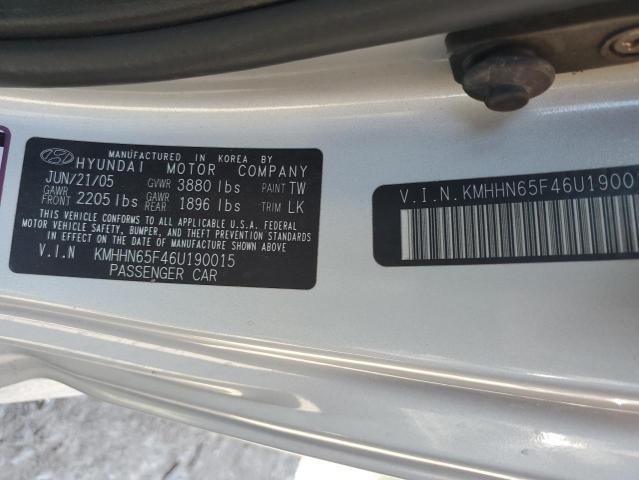 MANUFACTURED IN KOREA BY
HYUNDAI MOTOR COMPANY
JUN/21/05 GVWR 3880 lbs PAINT TW
GAWR FRONT 2205 lbs GAWR REAR 1896 lbs TRIM LK
THIS VEHICLE CONFORMS TO ALL APPLICABLE U.S.A. FEDERAL
MOTOR VEHICLE SAFETY, BUMPER, AND THEFT PREVENTION STANDARDS
IN EFFECT ON THE DATE OF MANUFACTURE SHOWN ABOVE
V.I.N KMHHN65F46U190015
PASSENGER CAR
V.I.N.KMHHN65F46U19001